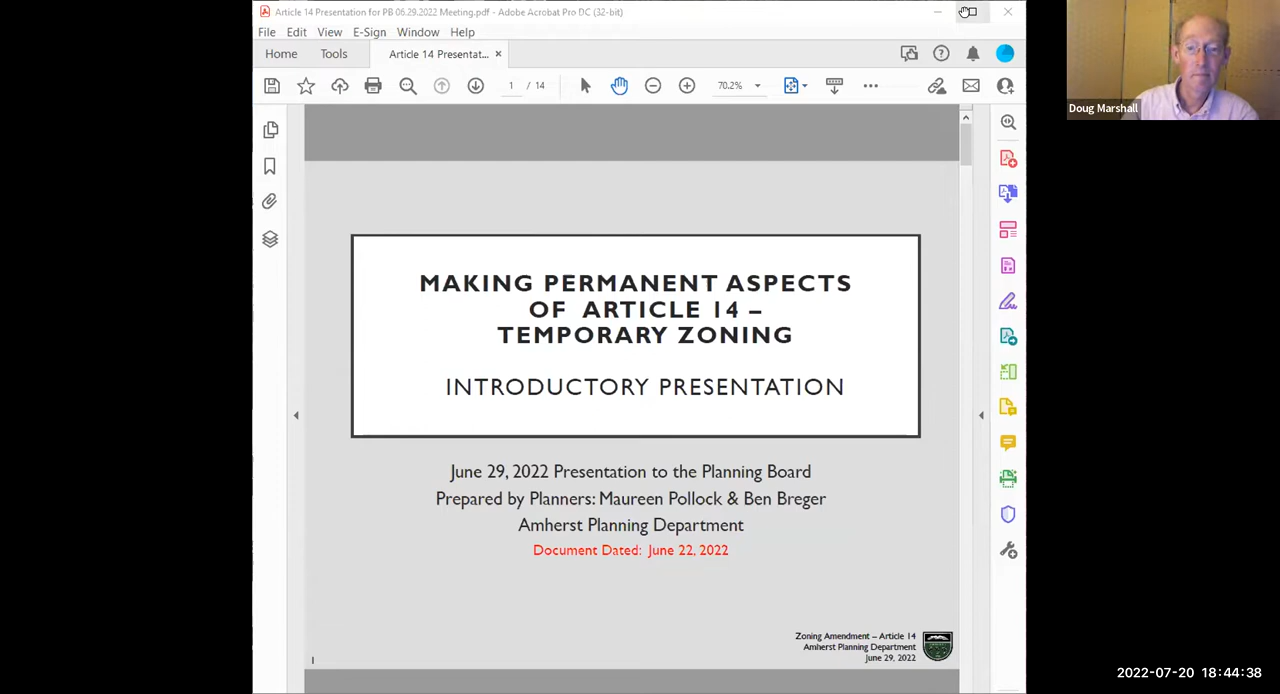 Article 14 Presentation for PB 06.29.2022 Meeting.pdf - Adobe Acrobat Pro DC (32-bit)
File Edit View E-Sign Window Help
Home Tools Article 14 Presentat... ×
1 / 14 70.2%
Doug Marshall
MAKING PERMANENT ASPECTS
OF ARTICLE 14 –
TEMPORARY ZONING
INTRODUCTORY PRESENTATION
June 29, 2022 Presentation to the Planning Board
Prepared by Planners: Maureen Pollock & Ben Breger
Amherst Planning Department
Document Dated: June 22, 2022
Zoning Amendment – Article 14
Amherst Planning Department
June 29, 2022
1
2022-07-20 18:44:38